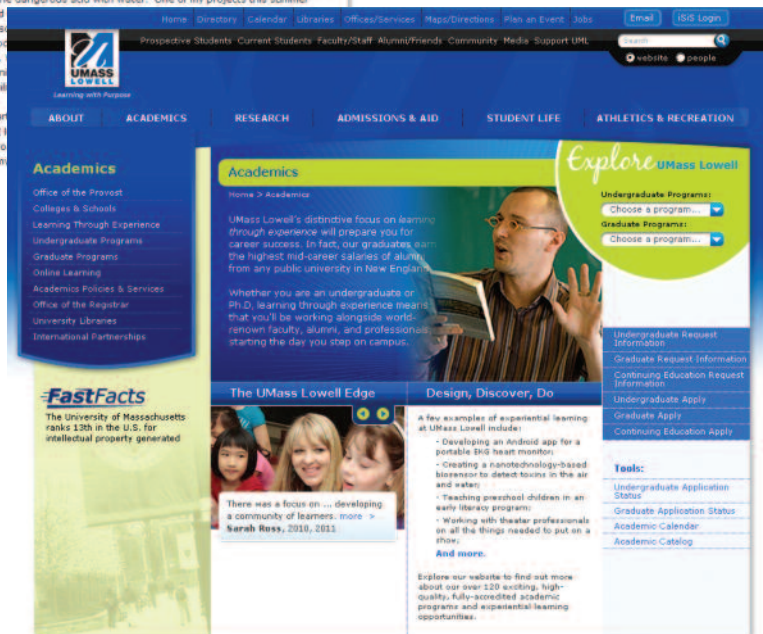 the dangerous acid with water. One of my projects this summer
Home Directory Calendar Libraries Offices/Services Maps/Directions Plan an Event Jobs
Email iSiS Login
Prospective Students Current Students Faculty/Staff Alumni/Friends Community Media Support UML
Search
website people
UMASS
LOWELL
Learning with Purpose
ABOUT ACADEMICS RESEARCH ADMISSIONS & AID STUDENT LIFE ATHLETICS & RECREATION
Academics
Office of the Provost
Colleges & Schools
Learning Through Experience
Undergraduate Programs
Graduate Programs
Online Learning
Academics Policies & Services
Office of the Registrar
University Libraries
International Partnerships
FastFacts
The University of Massachusetts
ranks 13th in the U.S. for
intellectual property generated
Academics
Home > Academics
UMass Lowell's distinctive focus on learning
through experience will prepare you for
career success. In fact, our graduates earn
the highest mid-career salaries of alumni
from any public university in New England
Whether you are an undergraduate or
Ph.D, learning through experience means
that you'll be working alongside world-
renown faculty, alumni, and professionals
starting the day you step on campus.
The UMass Lowell Edge
There was a focus on ... developing
a community of learners. more >
Sarah Ross, 2010, 2011
Design, Discover, Do
A few examples of experiential learning
at UMass Lowell include:
- Developing an Android app for a
portable EKG heart monitor;
- Creating a nanotechnology-based
biosensor to detect toxins in the air
and water;
- Teaching preschool children in an
early literacy program;
- Working with theater professionals
on all the things needed to put on a
show;
And more.
Explore our website to find out more
about our over 120 exciting, high-
quality, fully-accredited academic
programs and experiential learning
opportunities.
Explore UMass Lowell
Undergraduate Programs:
Choose a program...
Graduate Programs:
Choose a program...
Undergraduate Request
Information
Graduate Request Information
Continuing Education Request
Information
Undergraduate Apply
Graduate Apply
Continuing Education Apply
Tools:
Undergraduate Application
Status
Graduate Application Status
Academic Calendar
Academic Catalog